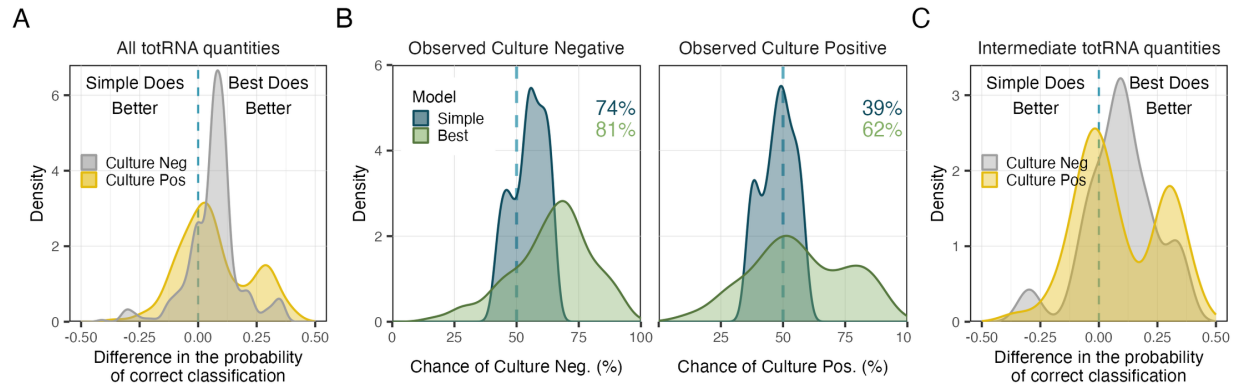 A
All totRNA quantities
Simple Does Better
Best Does Better
Culture Neg
Culture Pos
Density
0
2
4
6
-0.50
-0.25
0.00
0.25
0.50
Difference in the probability
of correct classification
B
Observed Culture Negative
Model
Simple
Best
74%
81%
Density
0
2
4
6
0
25
50
75
100
Chance of Culture Neg. (%)
Observed Culture Positive
39%
62%
0
25
50
75
10
Chance of Culture Pos. (%)
C
Intermediate totRNA quantities
Simple Does Better
Best Does Better
Culture Neg
Culture Pos
Density
0
1
2
3
-0.50
-0.25
0.00
0.25
0.50
Difference in the probability
of correct classification